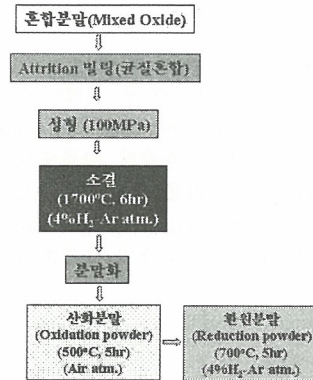 혼합분말(Mixed Oxide)
Attrition 밀링(균질혼합)
성형 (100MPa)
소결
(1700°C, 6hr)
(4%H₂-Ar atm.)
분말화
산화분말
(Oxidation powder)
(500°C, 5hr)
(Air atm.)
환원분말
(Reduction powder)
(700°C, 5hr)
(4%H₂-Ar atm.)